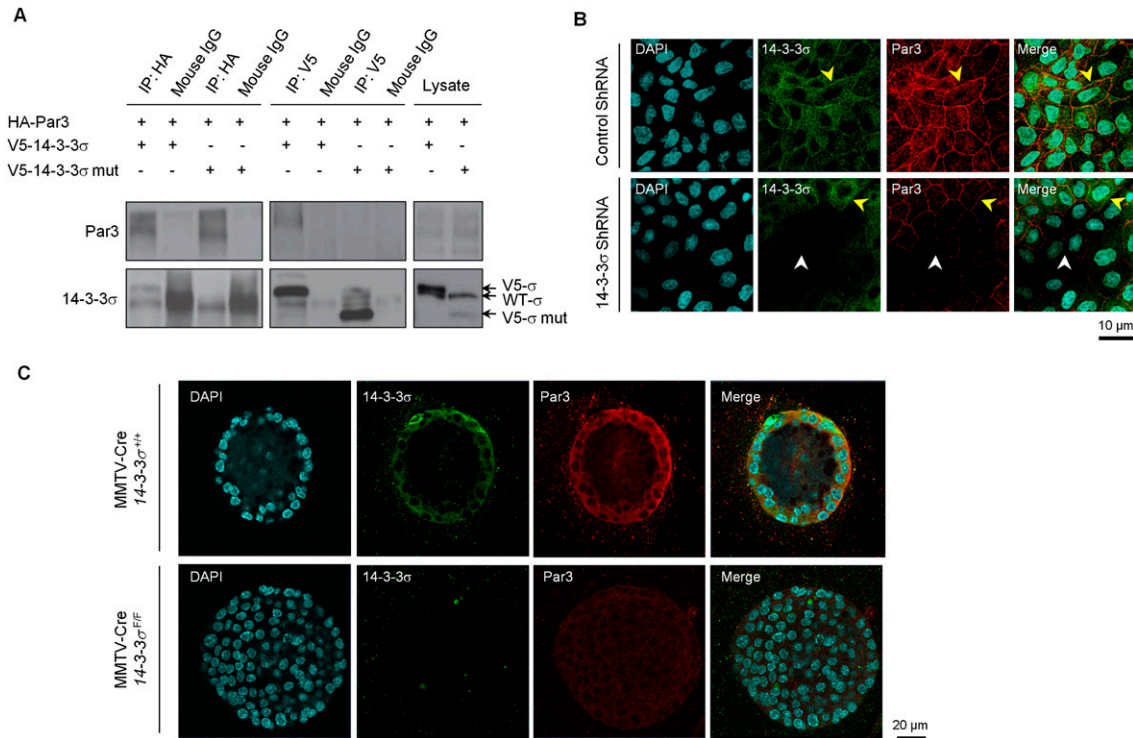 A
IP: HA
Mouse IgG
IP: HA
Mouse IgG
IP: V5
Mouse IgG
IP: V5
Mouse IgG
Lysate
HA-Par3 + + + + + + + + + +
V5-14-3-3σ + + - - + + - - + -
V5-14-3-3σ mut - - + + - - + + - +
Par3
14-3-3σ
V5-σ
WT-σ
V5-σ mut
B
Control ShRNA
DAPI 14-3-3σ Par3 Merge
14-3-3σ ShRNA
DAPI 14-3-3σ Par3 Merge
10 µm
C
MMTV-Cre
14-3-3σ+/+
DAPI 14-3-3σ Par3 Merge
MMTV-Cre
14-3-3σF/F
DAPI 14-3-3σ Par3 Merge
20 µm